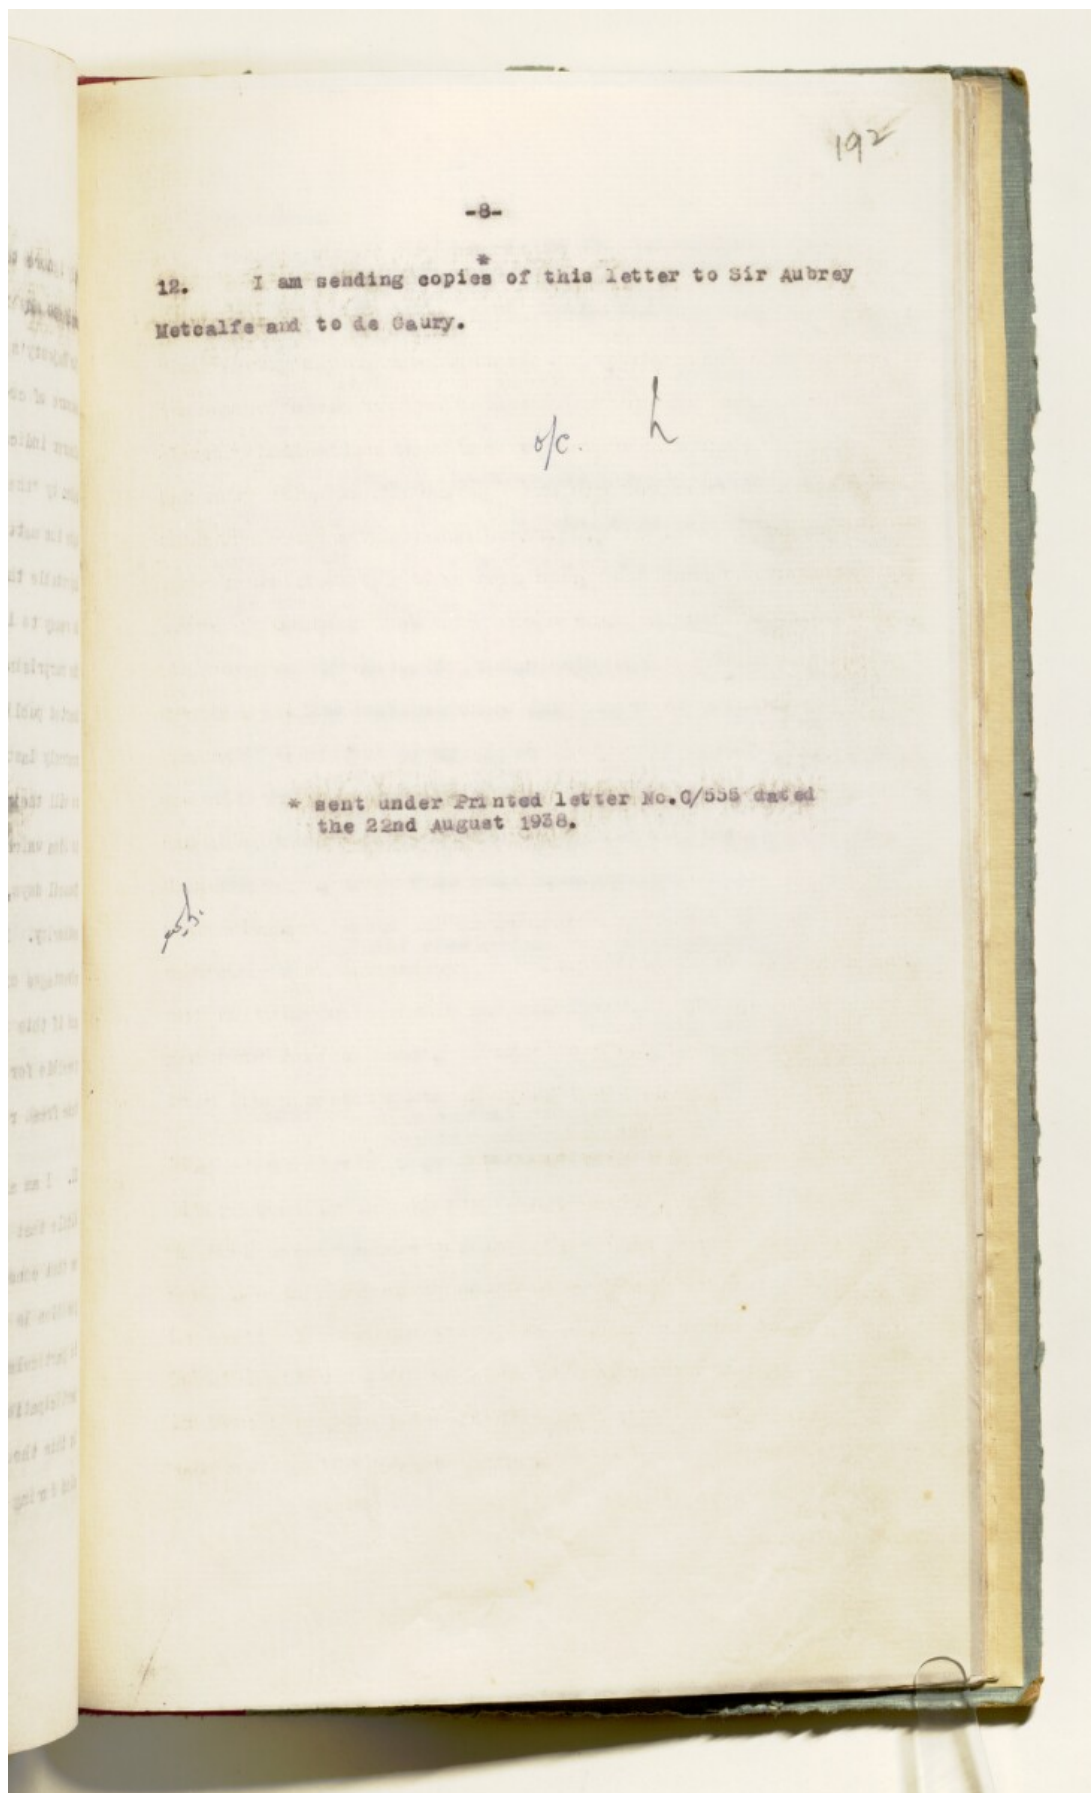 192
-8-
*
12. I am sending copies of this letter to Sir Aubrey
Metcalfe and to de Gaury.
o/c. h
* sent under Printed letter No.C/555 dated
the 22nd August 1938.